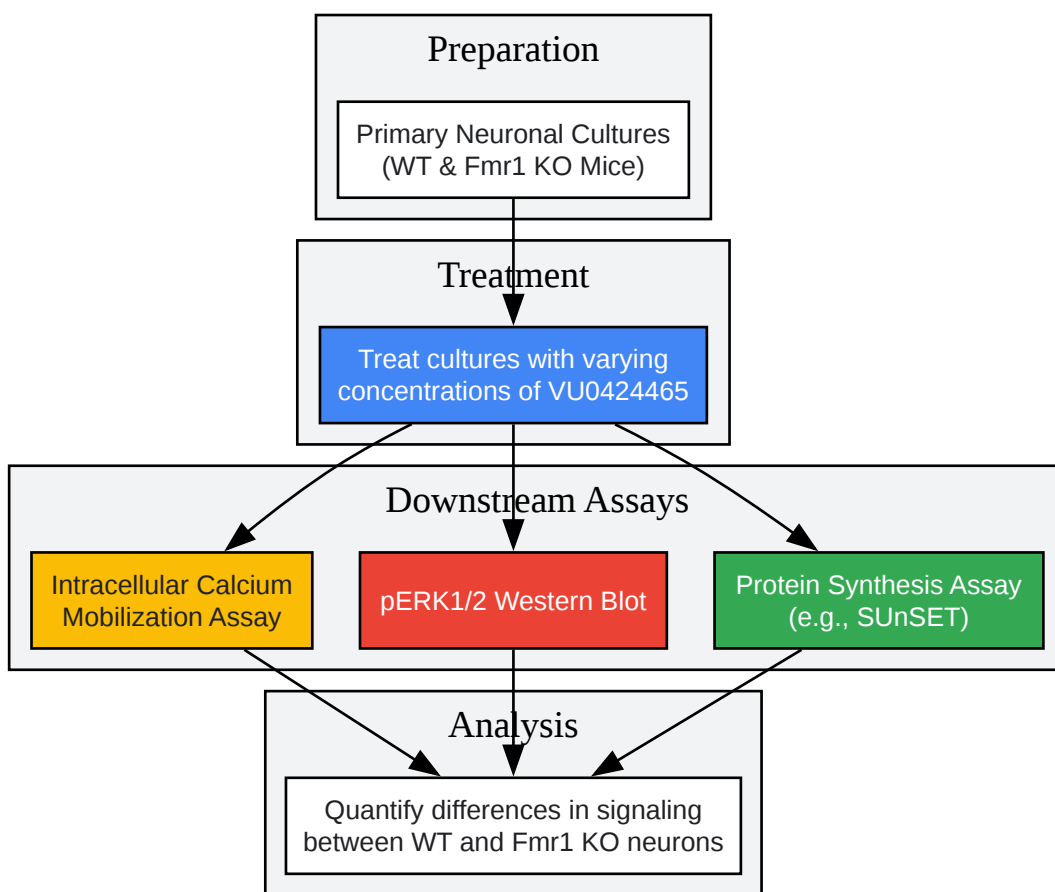 Preparation
Primary Neuronal Cultures
(WT & Fmr1 KO Mice)
Treatment
Treat cultures with varying
concentrations of VU0424465
Downstream Assays
Intracellular Calcium
Mobilization Assay
pERK1/2 Western Blot
Protein Synthesis Assay
(e.g., SUnSET)
Analysis
Quantify differences in signaling
between WT and Fmr1 KO neurons